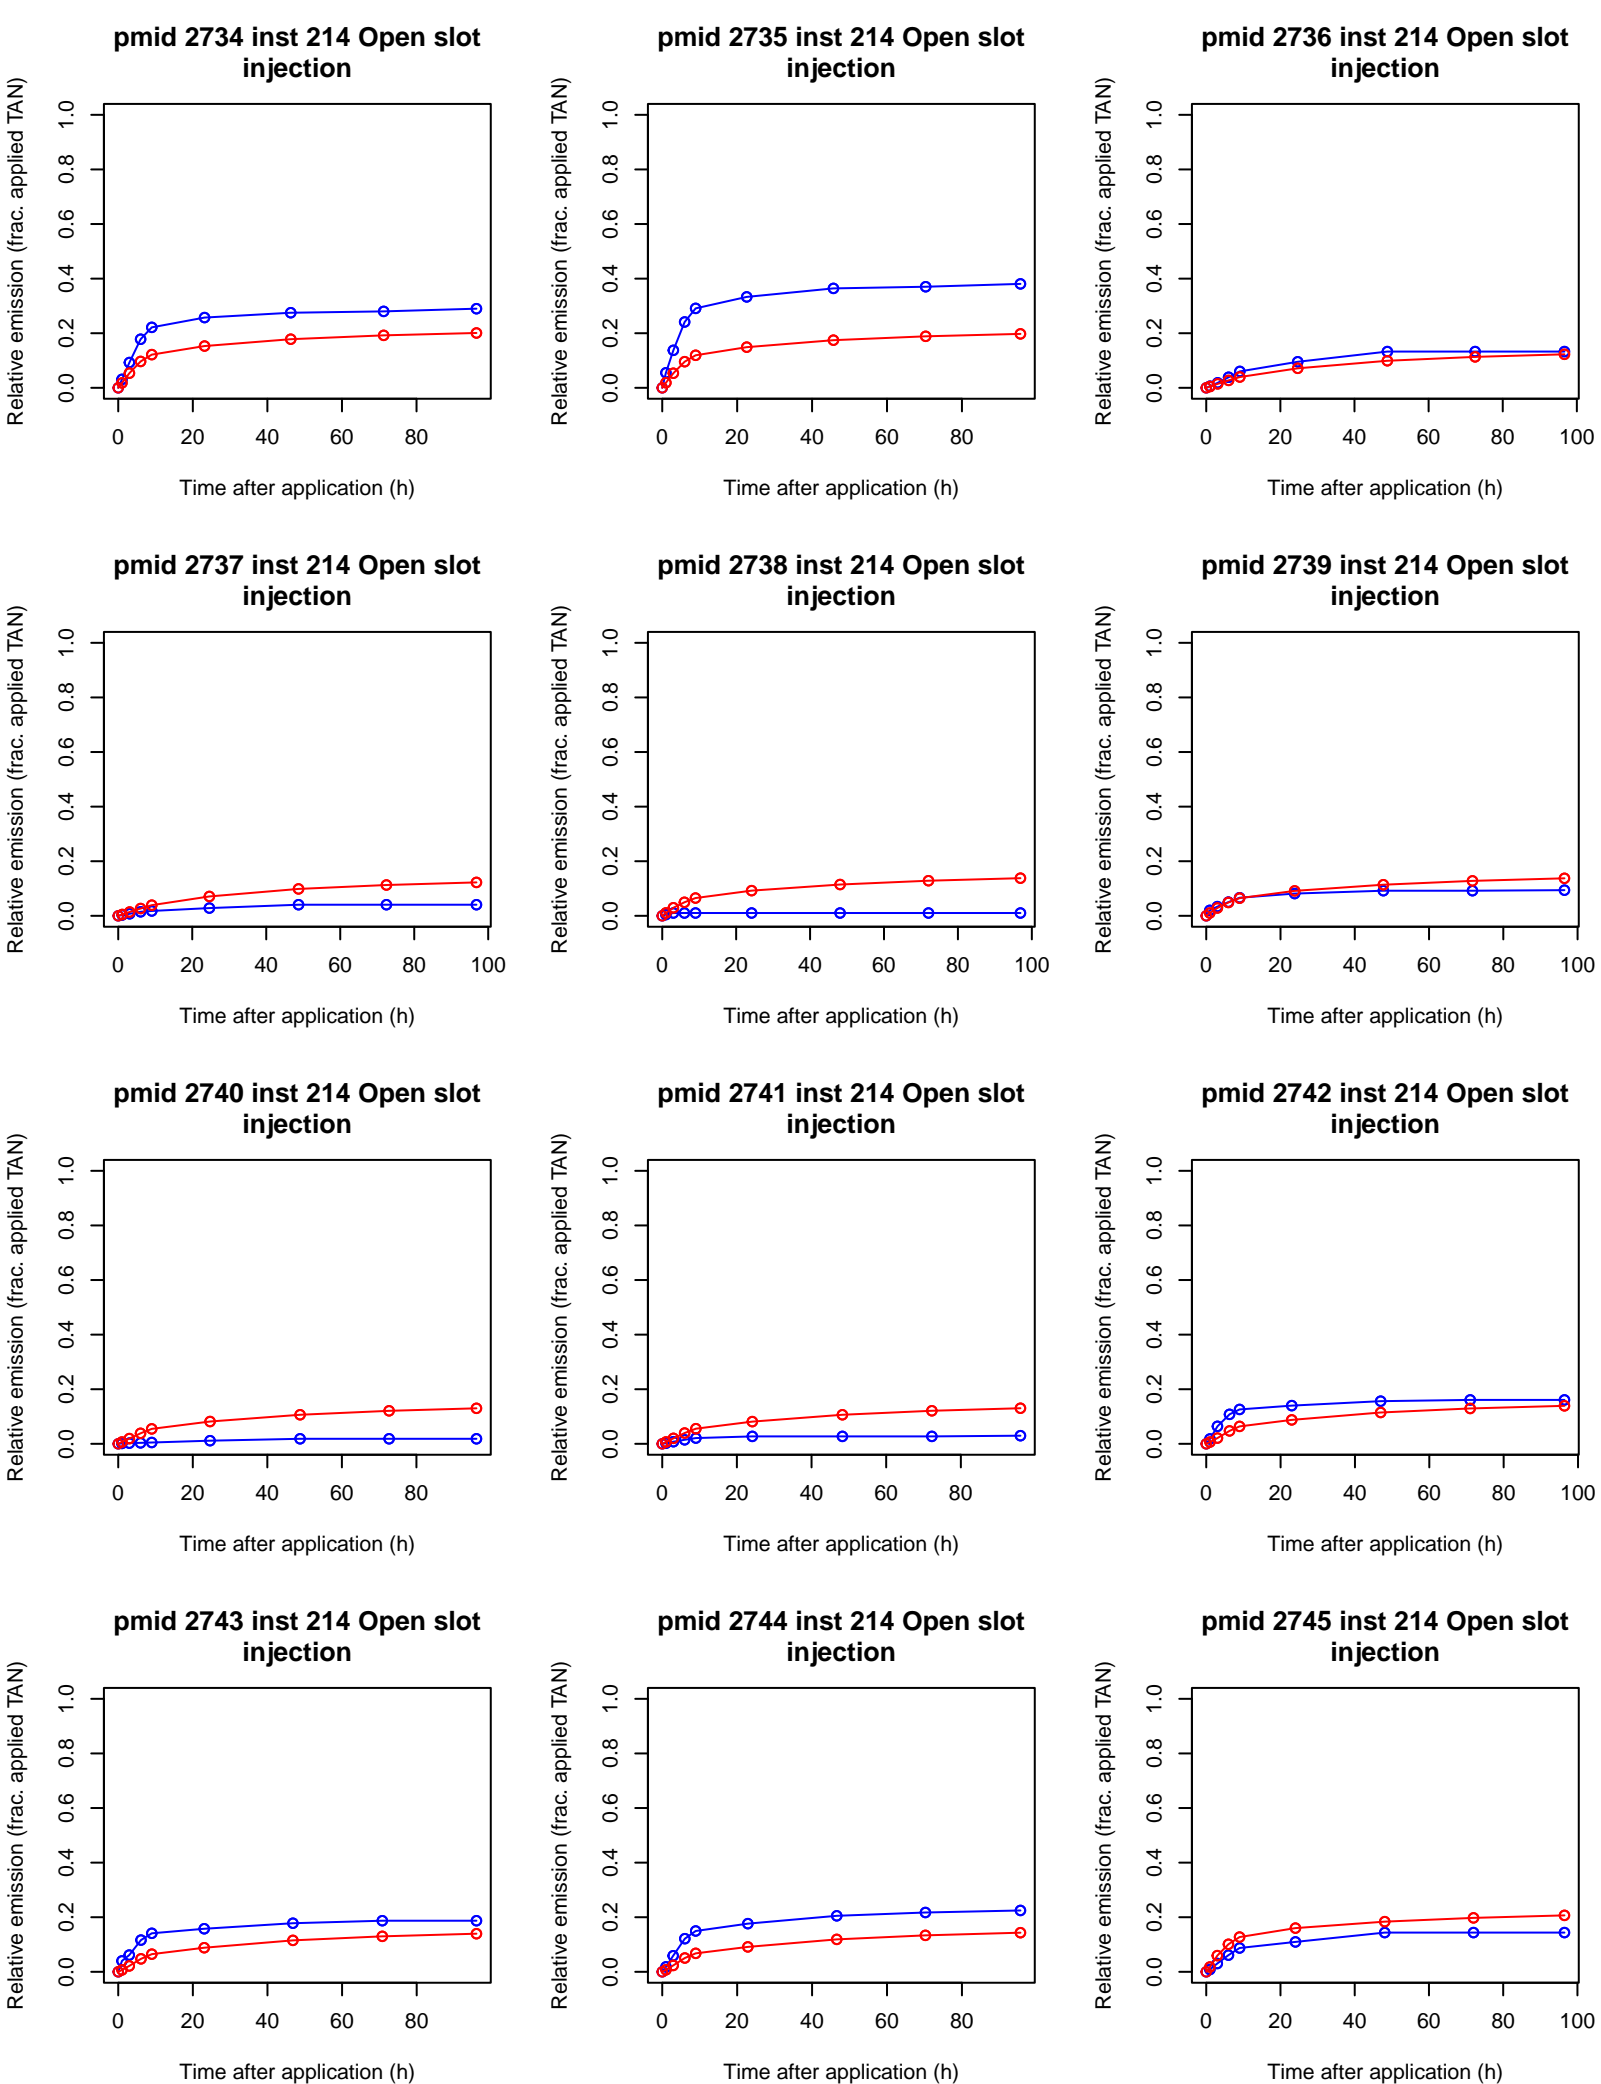 pmid 2734 inst 214 Open slot
injection
Relative emission (frac. applied TAN)
1.0
0.8
0.6
0.4
0.2
0.0
0 20 40 60 80
Time after application (h)
pmid 2735 inst 214 Open slot
injection
Relative emission (frac. applied TAN)
1.0
0.8
0.6
0.4
0.2
0.0
0 20 40 60 80
Time after application (h)
pmid 2736 inst 214 Open slot
injection
Relative emission (frac. applied TAN)
1.0
0.8
0.6
0.4
0.2
0.0
0 20 40 60 80 100
Time after application (h)
pmid 2737 inst 214 Open slot
injection
Relative emission (frac. applied TAN)
1.0
0.8
0.6
0.4
0.2
0.0
0 20 40 60 80 100
Time after application (h)
pmid 2738 inst 214 Open slot
injection
Relative emission (frac. applied TAN)
1.0
0.8
0.6
0.4
0.2
0.0
0 20 40 60 80 100
Time after application (h)
pmid 2739 inst 214 Open slot
injection
Relative emission (frac. applied TAN)
1.0
0.8
0.6
0.4
0.2
0.0
0 20 40 60 80 100
Time after application (h)
pmid 2740 inst 214 Open slot
injection
Relative emission (frac. applied TAN)
1.0
0.8
0.6
0.4
0.2
0.0
0 20 40 60 80
Time after application (h)
pmid 2741 inst 214 Open slot
injection
Relative emission (frac. applied TAN)
1.0
0.8
0.6
0.4
0.2
0.0
0 20 40 60 80
Time after application (h)
pmid 2742 inst 214 Open slot
injection
Relative emission (frac. applied TAN)
1.0
0.8
0.6
0.4
0.2
0.0
0 20 40 60 80 100
Time after application (h)
pmid 2743 inst 214 Open slot
injection
Relative emission (frac. applied TAN)
1.0
0.8
0.6
0.4
0.2
0.0
0 20 40 60 80
Time after application (h)
pmid 2744 inst 214 Open slot
injection
Relative emission (frac. applied TAN)
1.0
0.8
0.6
0.4
0.2
0.0
0 20 40 60 80
Time after application (h)
pmid 2745 inst 214 Open slot
injection
Relative emission (frac. applied TAN)
1.0
0.8
0.6
0.4
0.2
0.0
0 20 40 60 80 100
Time after application (h)